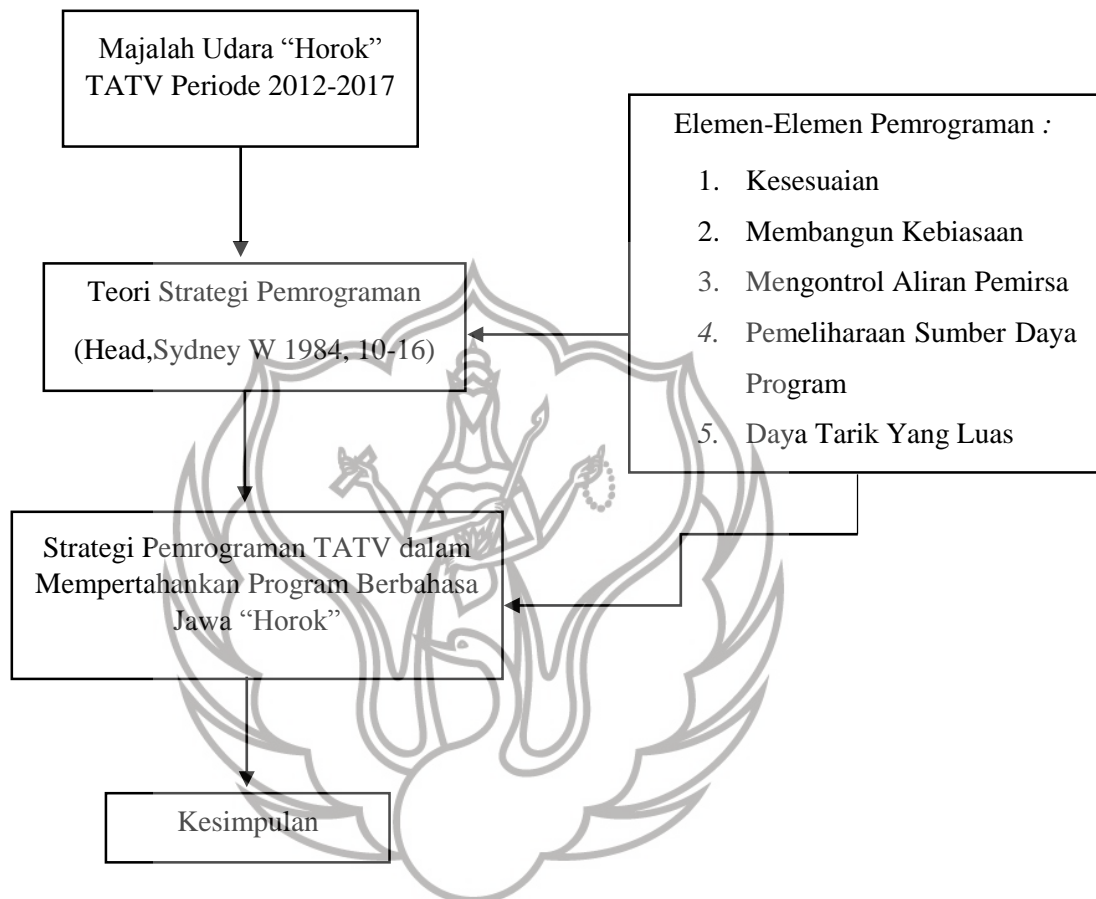 Majalah Udara “Horok”
TATV Periode 2012-2017
Elemen-Elemen Pemrograman :
1. Kesesuaian
2. Membangun Kebiasaan
3. Mengontrol Aliran Pemirsa
4. Pemeliharaan Sumber Daya
Program
5. Daya Tarik Yang Luas
Teori Strategi Pemrograman
(Head,Sydney W 1984, 10-16)
Strategi Pemrograman TATV dalam
Mempertahankan Program Berbahasa
Jawa “Horok”
Kesimpulan